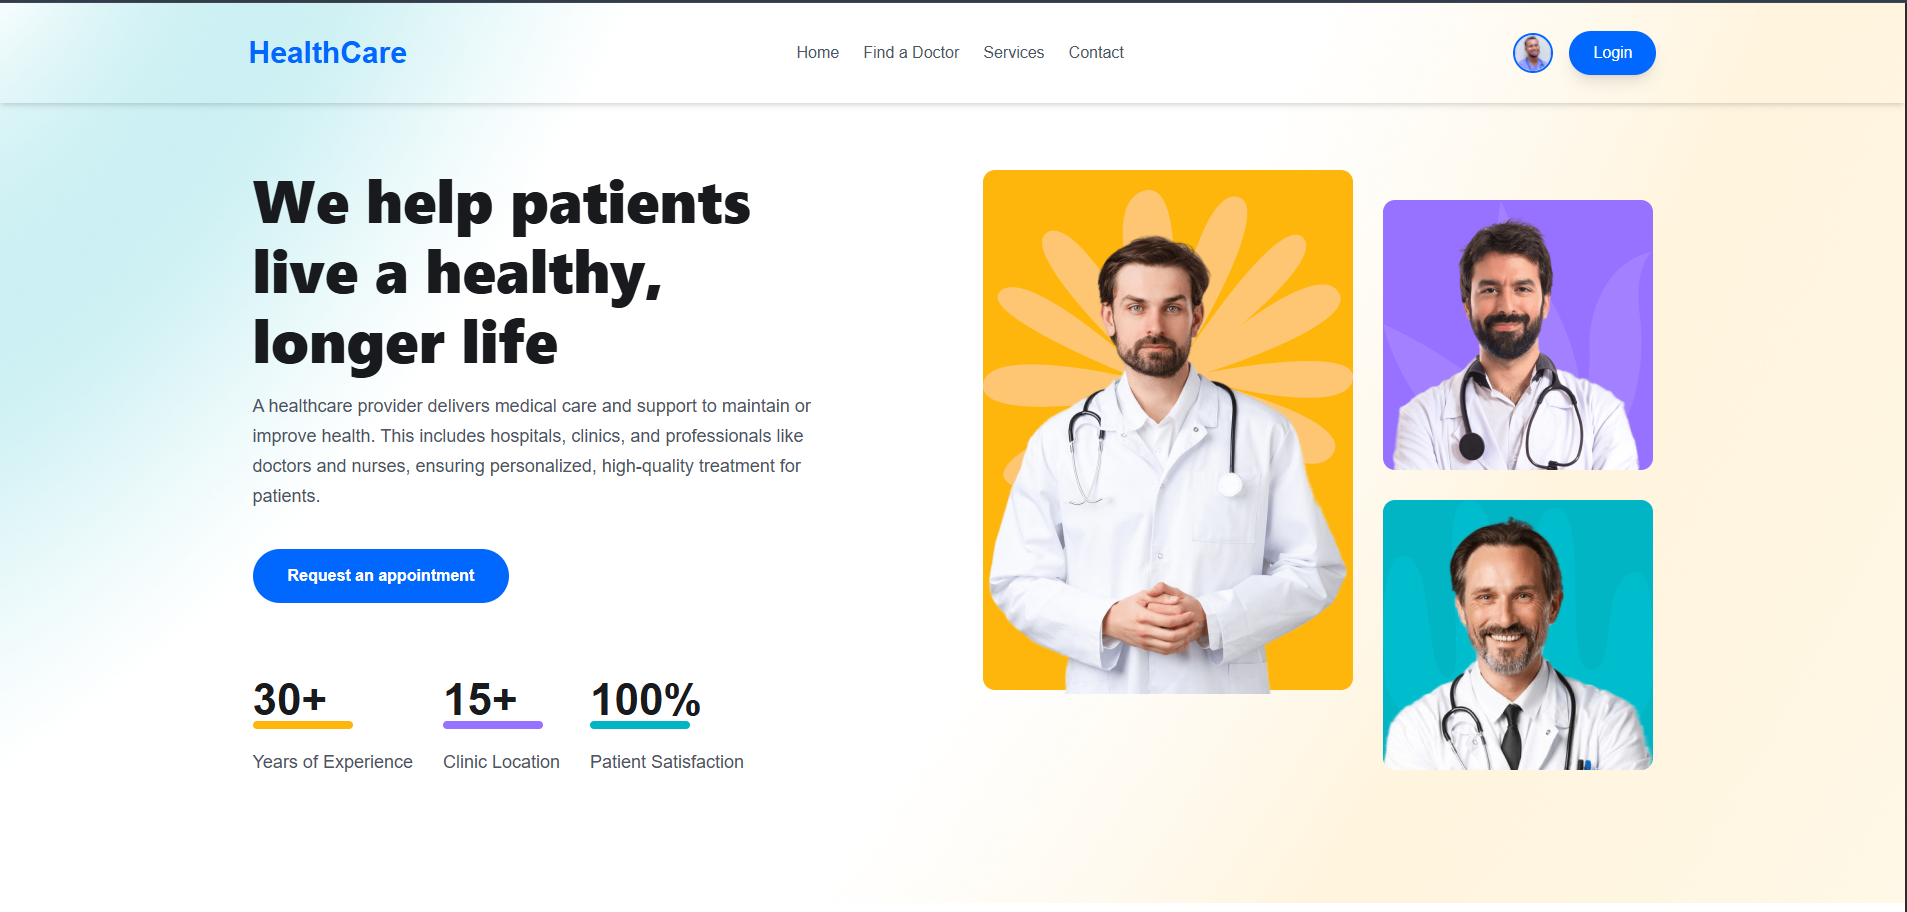 HealthCare
Home
Find a Doctor
Services
Contact
Login
We help patients
live a healthy,
longer life
A healthcare provider delivers medical care and support to maintain or
improve health. This includes hospitals, clinics, and professionals like
doctors and nurses, ensuring personalized, high-quality treatment for
patients.
Request an appointment
30+
Years of Experience
15+
Clinic Location
100%
Patient Satisfaction